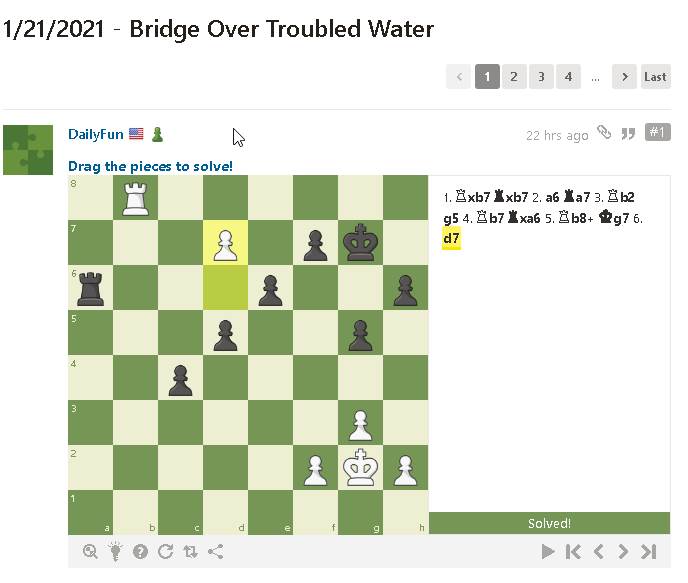 1/21/2021 - Bridge Over Troubled Water
< 1 2 3 4 ... > Last
DailyFun 22 hrs ago #1
Drag the pieces to solve!
8
7
6
5
4
3
2
1
a b c d e f g h
1. ♖xb7 ♜xb7 2. a6 ♜a7 3. ♖b2
g5 4. ♖b7 ♜xa6 5. ♖b8+ ♚g7 6.
d7
Solved!